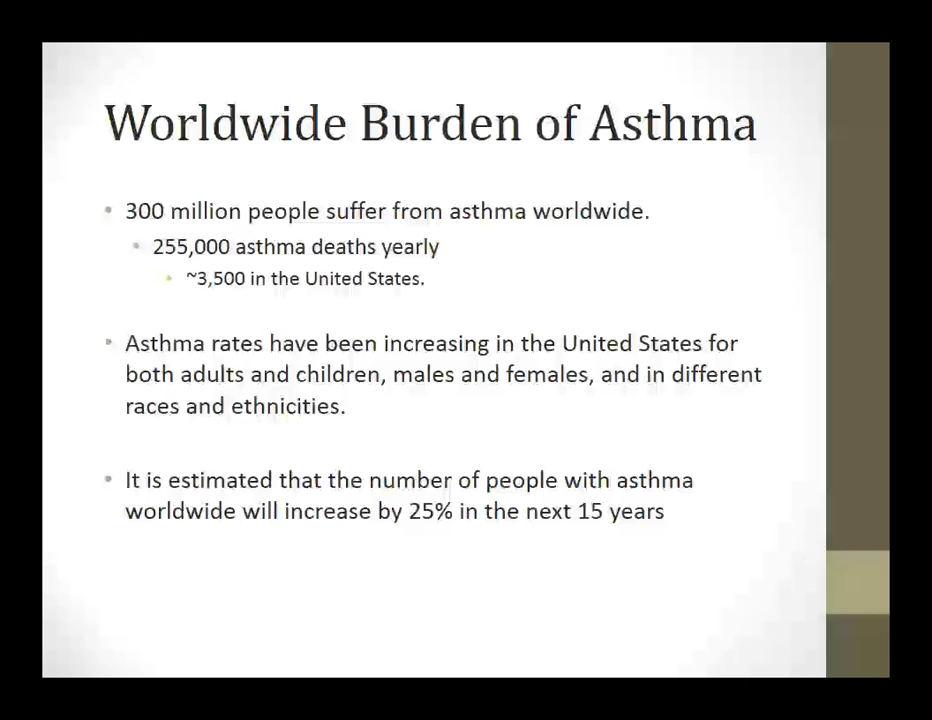 Worldwide Burden of Asthma
• 300 million people suffer from asthma worldwide.
• 255,000 asthma deaths yearly
• ~3,500 in the United States.
• Asthma rates have been increasing in the United States for
both adults and children, males and females, and in different
races and ethnicities.
• It is estimated that the number of people with asthma
worldwide will increase by 25% in the next 15 years